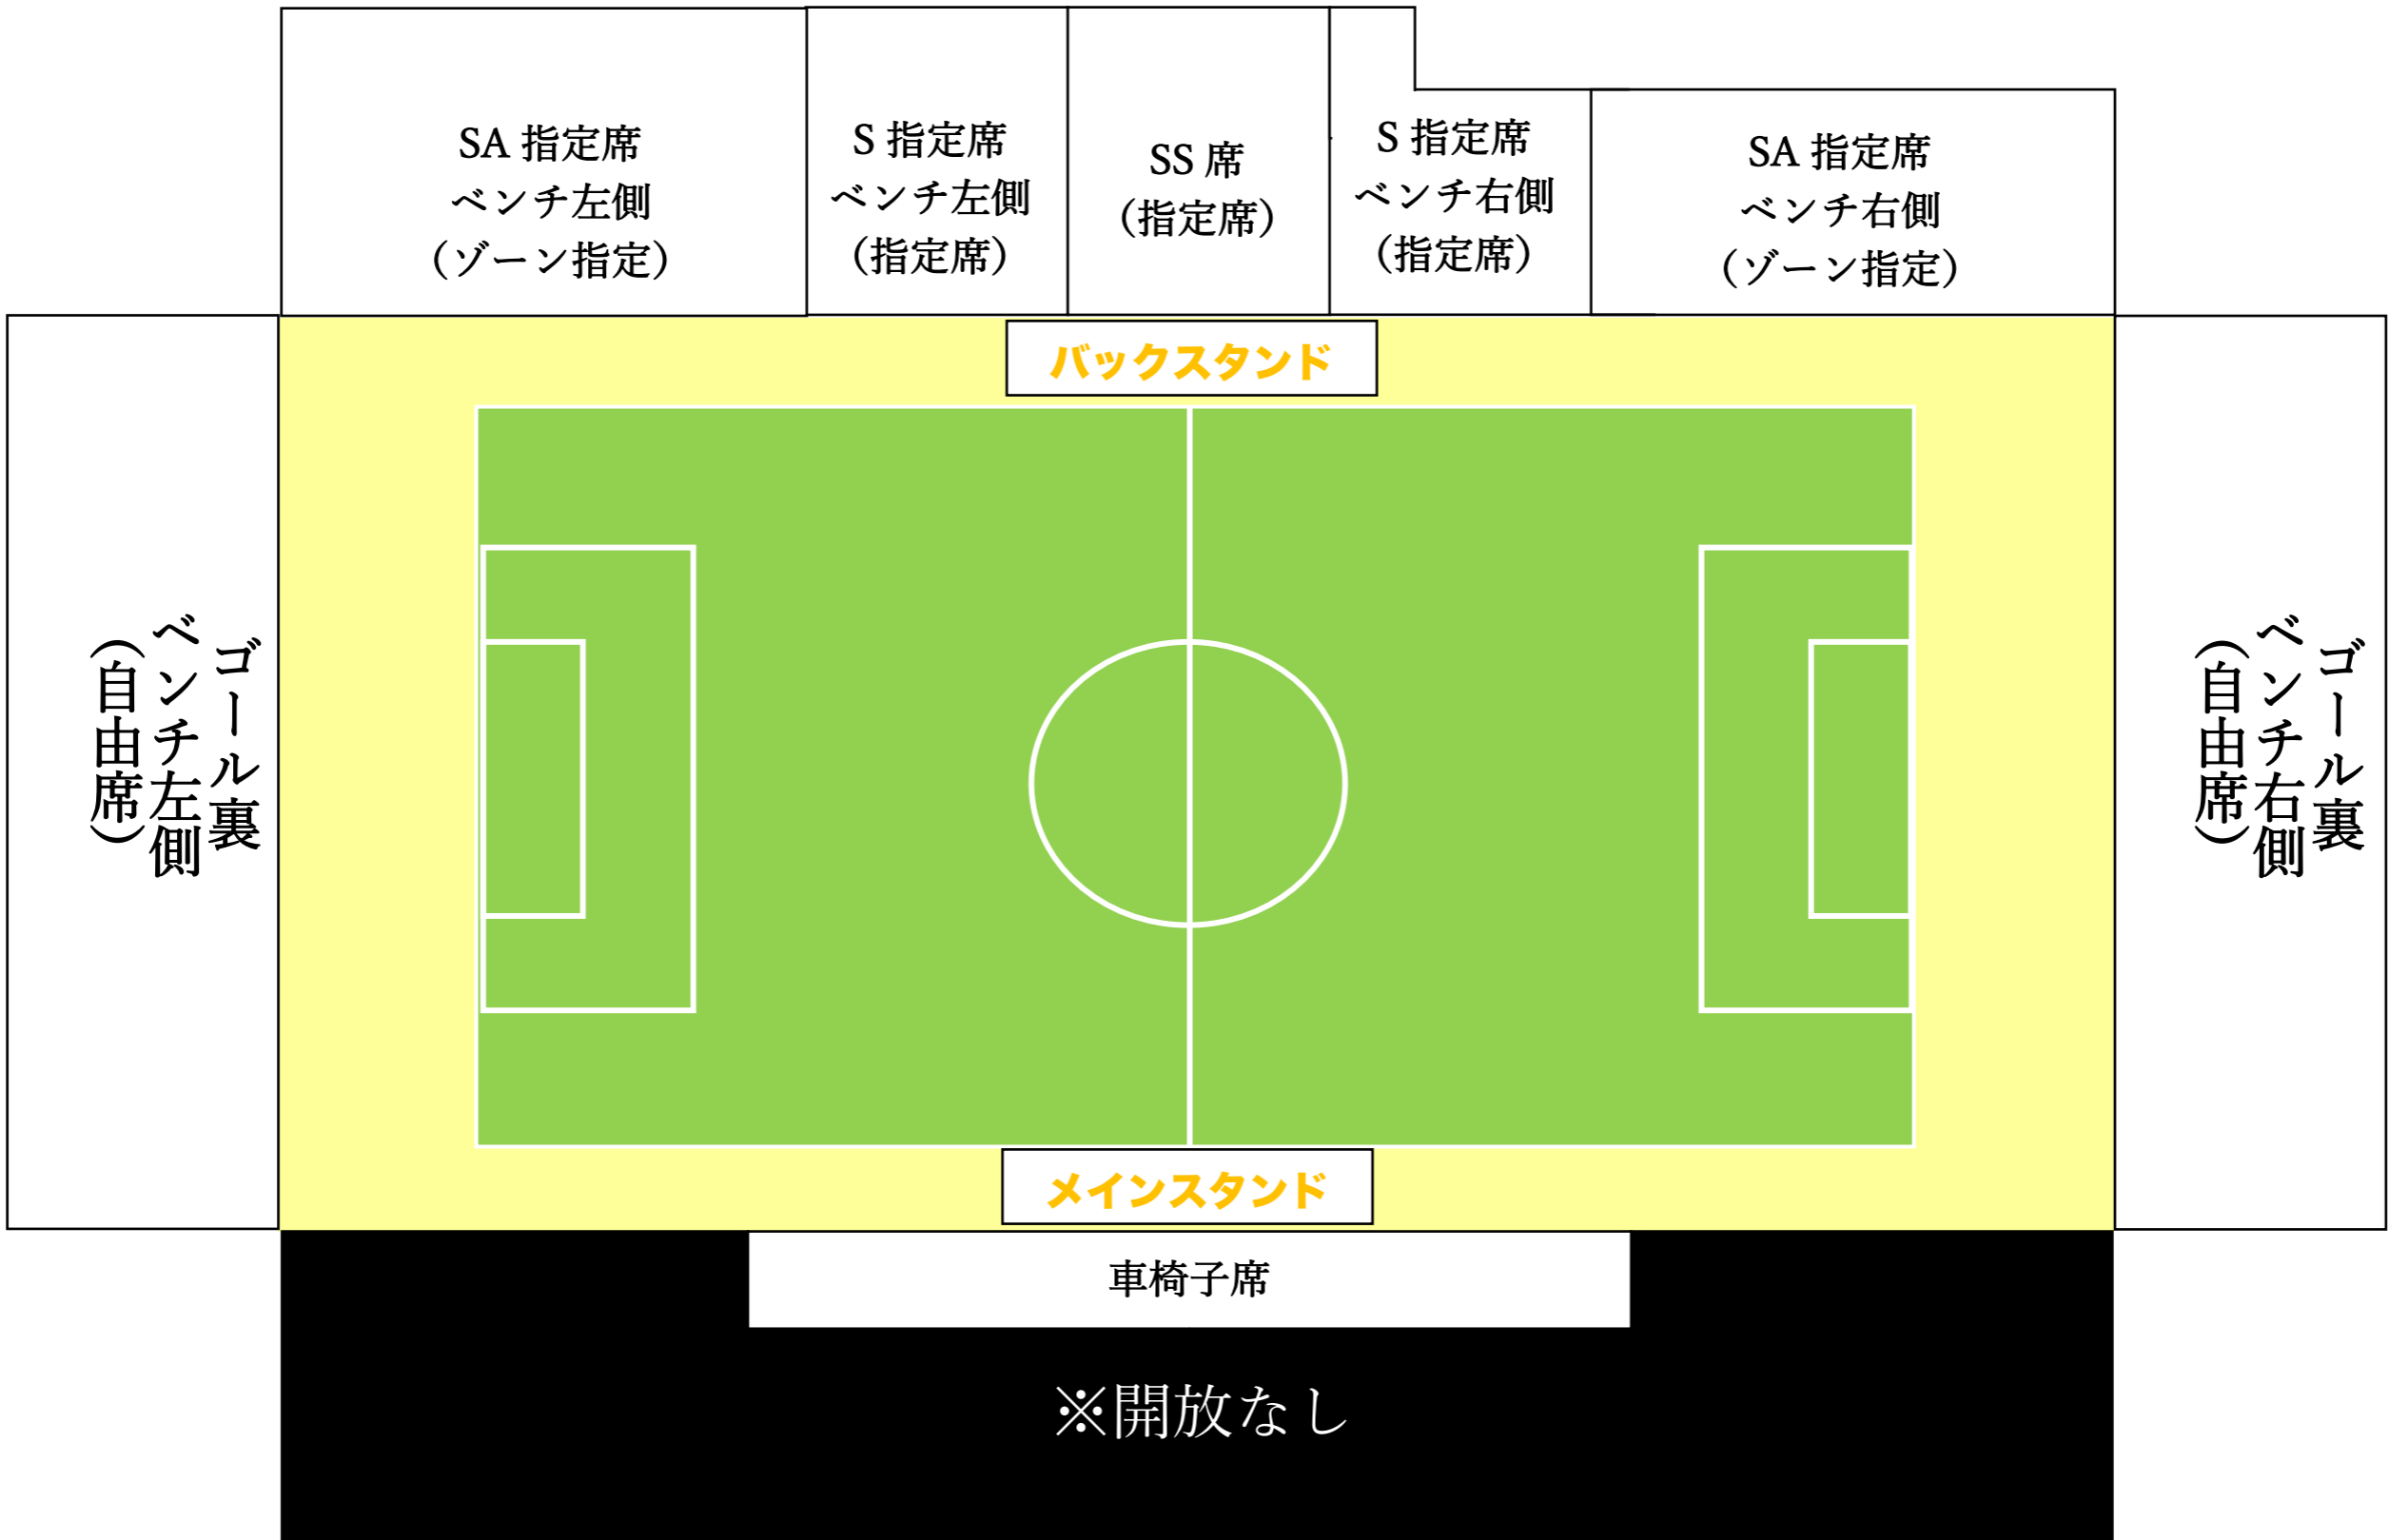 SA 指定席
ベンチ左側
（ゾーン指定）
S 指定席
ベンチ左側
（指定席）
SS 席
（指定席）
S 指定席
ベンチ右側
（指定席）
SA 指定席
ベンチ右側
（ゾーン指定）
バックスタンド
ゴール裏
ベンチ左側
（自由席）
ゴール裏
ベンチ右側
（自由席）
メインスタンド
車椅子席
※開放なし